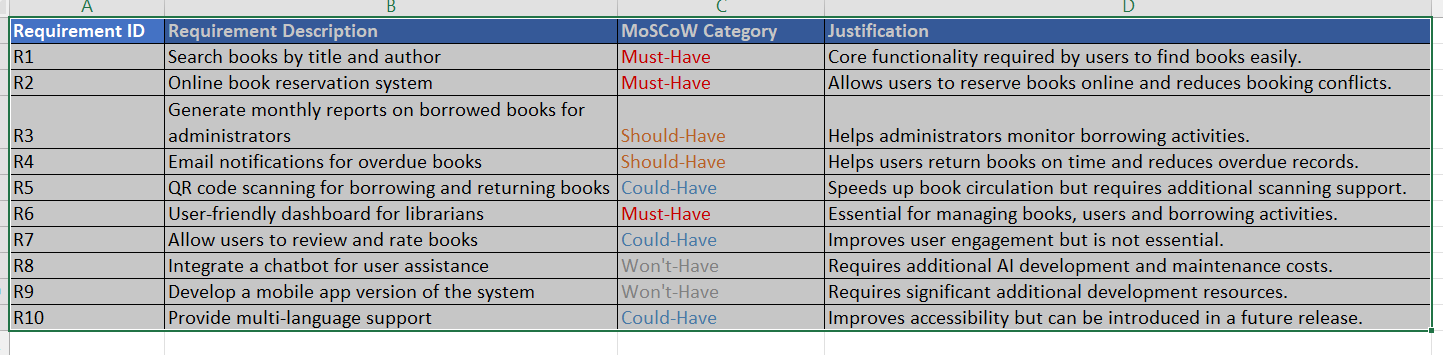 A B C D
Requirement ID Requirement Description MoSCoW Category Justification
R1 Search books by title and author Must-Have Core functionality required by users to find books easily.
R2 Online book reservation system Must-Have Allows users to reserve books online and reduces booking conflicts.
Generate monthly reports on borrowed books for
R3 administrators Should-Have Helps administrators monitor borrowing activities.
R4 Email notifications for overdue books Should-Have Helps users return books on time and reduces overdue records.
R5 QR code scanning for borrowing and returning books Could-Have Speeds up book circulation but requires additional scanning support.
R6 User-friendly dashboard for librarians Must-Have Essential for managing books, users and borrowing activities.
R7 Allow users to review and rate books Could-Have Improves user engagement but is not essential.
R8 Integrate a chatbot for user assistance Won't-Have Requires additional AI development and maintenance costs.
R9 Develop a mobile app version of the system Won't-Have Requires significant additional development resources.
R10 Provide multi-language support Could-Have Improves accessibility but can be introduced in a future release.